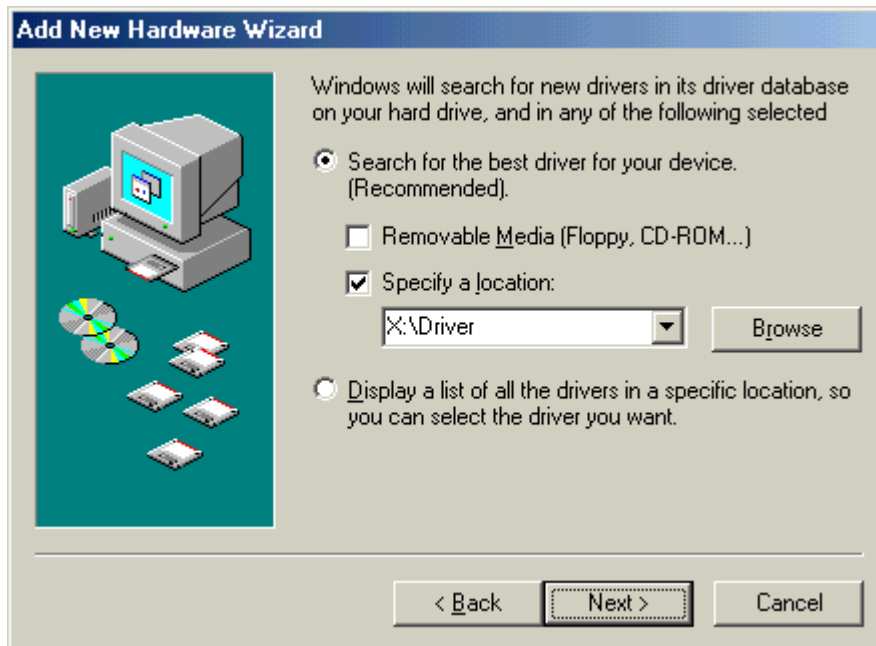 Add New Hardware Wizard
Windows will search for new drivers in its driver database
on your hard drive, and in any of the following selected
Search for the best driver for your device.
(Recommended).
Removable Media (Floppy, CD-ROM...)
Specify a location:
X:\Driver
Browse
Display a list of all the drivers in a specific location, so
you can select the driver you want.
< Back
Next >
Cancel